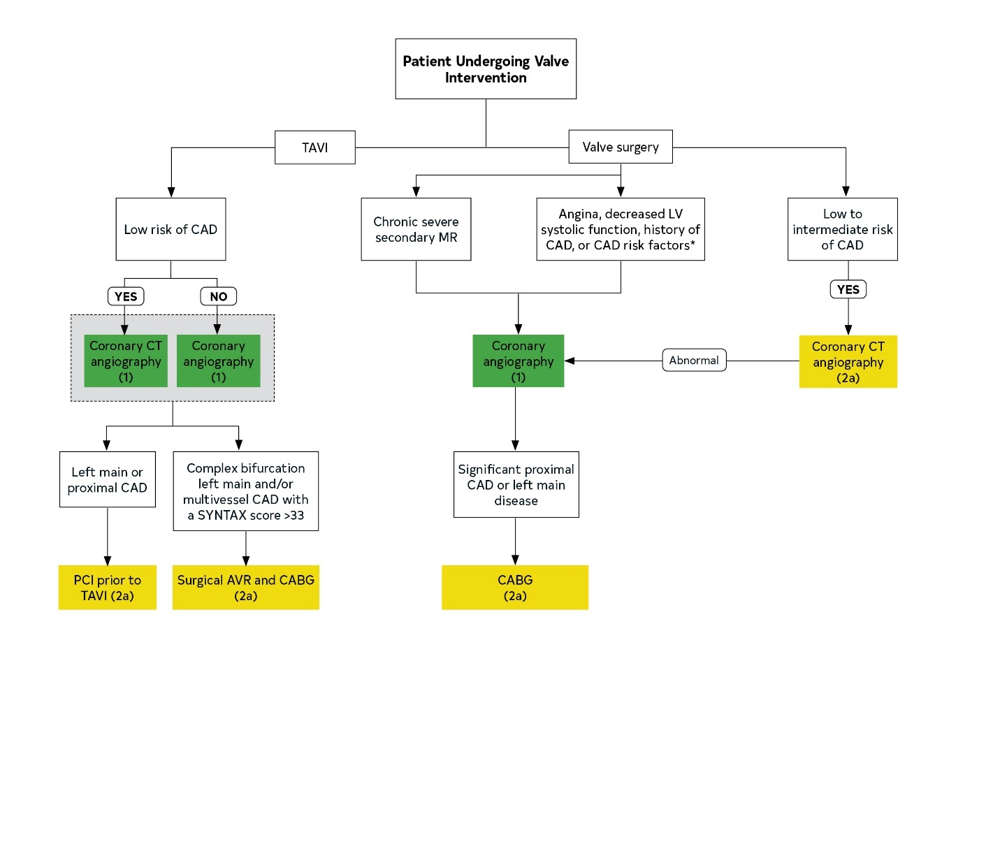 Patient Undergoing Valve
Intervention
TAVI
Valve surgery
Low risk of CAD
Chronic severe
secondary MR
Angina, decreased LV
systolic function, history of
CAD, or CAD risk factors*
Low to
intermediate risk
of CAD
YES
NO
YES
Coronary CT
angiography
(1)
Coronary
angiography
(1)
Coronary
angiography
(1)
Abnormal
Coronary CT
angiography
(2a)
Left main or
proximal CAD
Complex bifurcation
left main and/or
multivessel CAD with
a SYNTAX score >33
Significant proximal
CAD or left main
disease
PCI prior to
TAVI (2a)
Surgical AVR and CABG
(2a)
CABG
(2a)